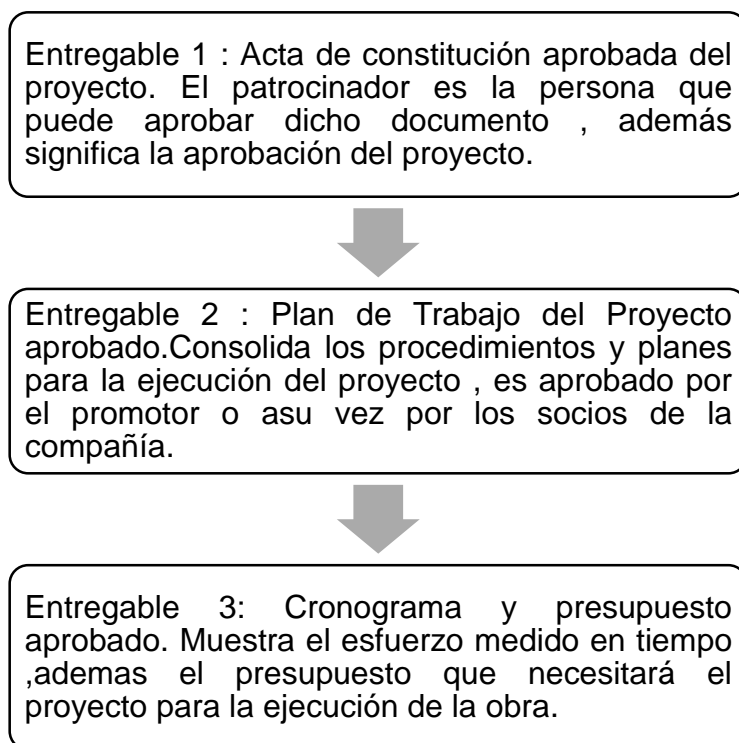 Entregable 1 : Acta de constitución aprobada del
proyecto. El patrocinador es la persona que
puede aprobar dicho documento , además
significa la aprobación del proyecto.
Entregable 2 : Plan de Trabajo del Proyecto
aprobado.Consolida los procedimientos y planes
para la ejecución del proyecto , es aprobado por
el promotor o asu vez por los socios de la
compañía.
Entregable 3: Cronograma y presupuesto
aprobado. Muestra el esfuerzo medido en tiempo
,ademas el presupuesto que necesitará el
proyecto para la ejecución de la obra.